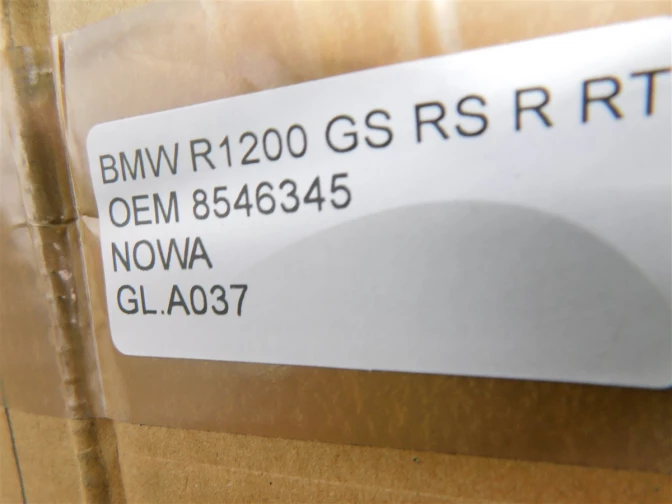 BMW R1200 GS RS R RT
OEM 8546345
NOWA
GL.A037